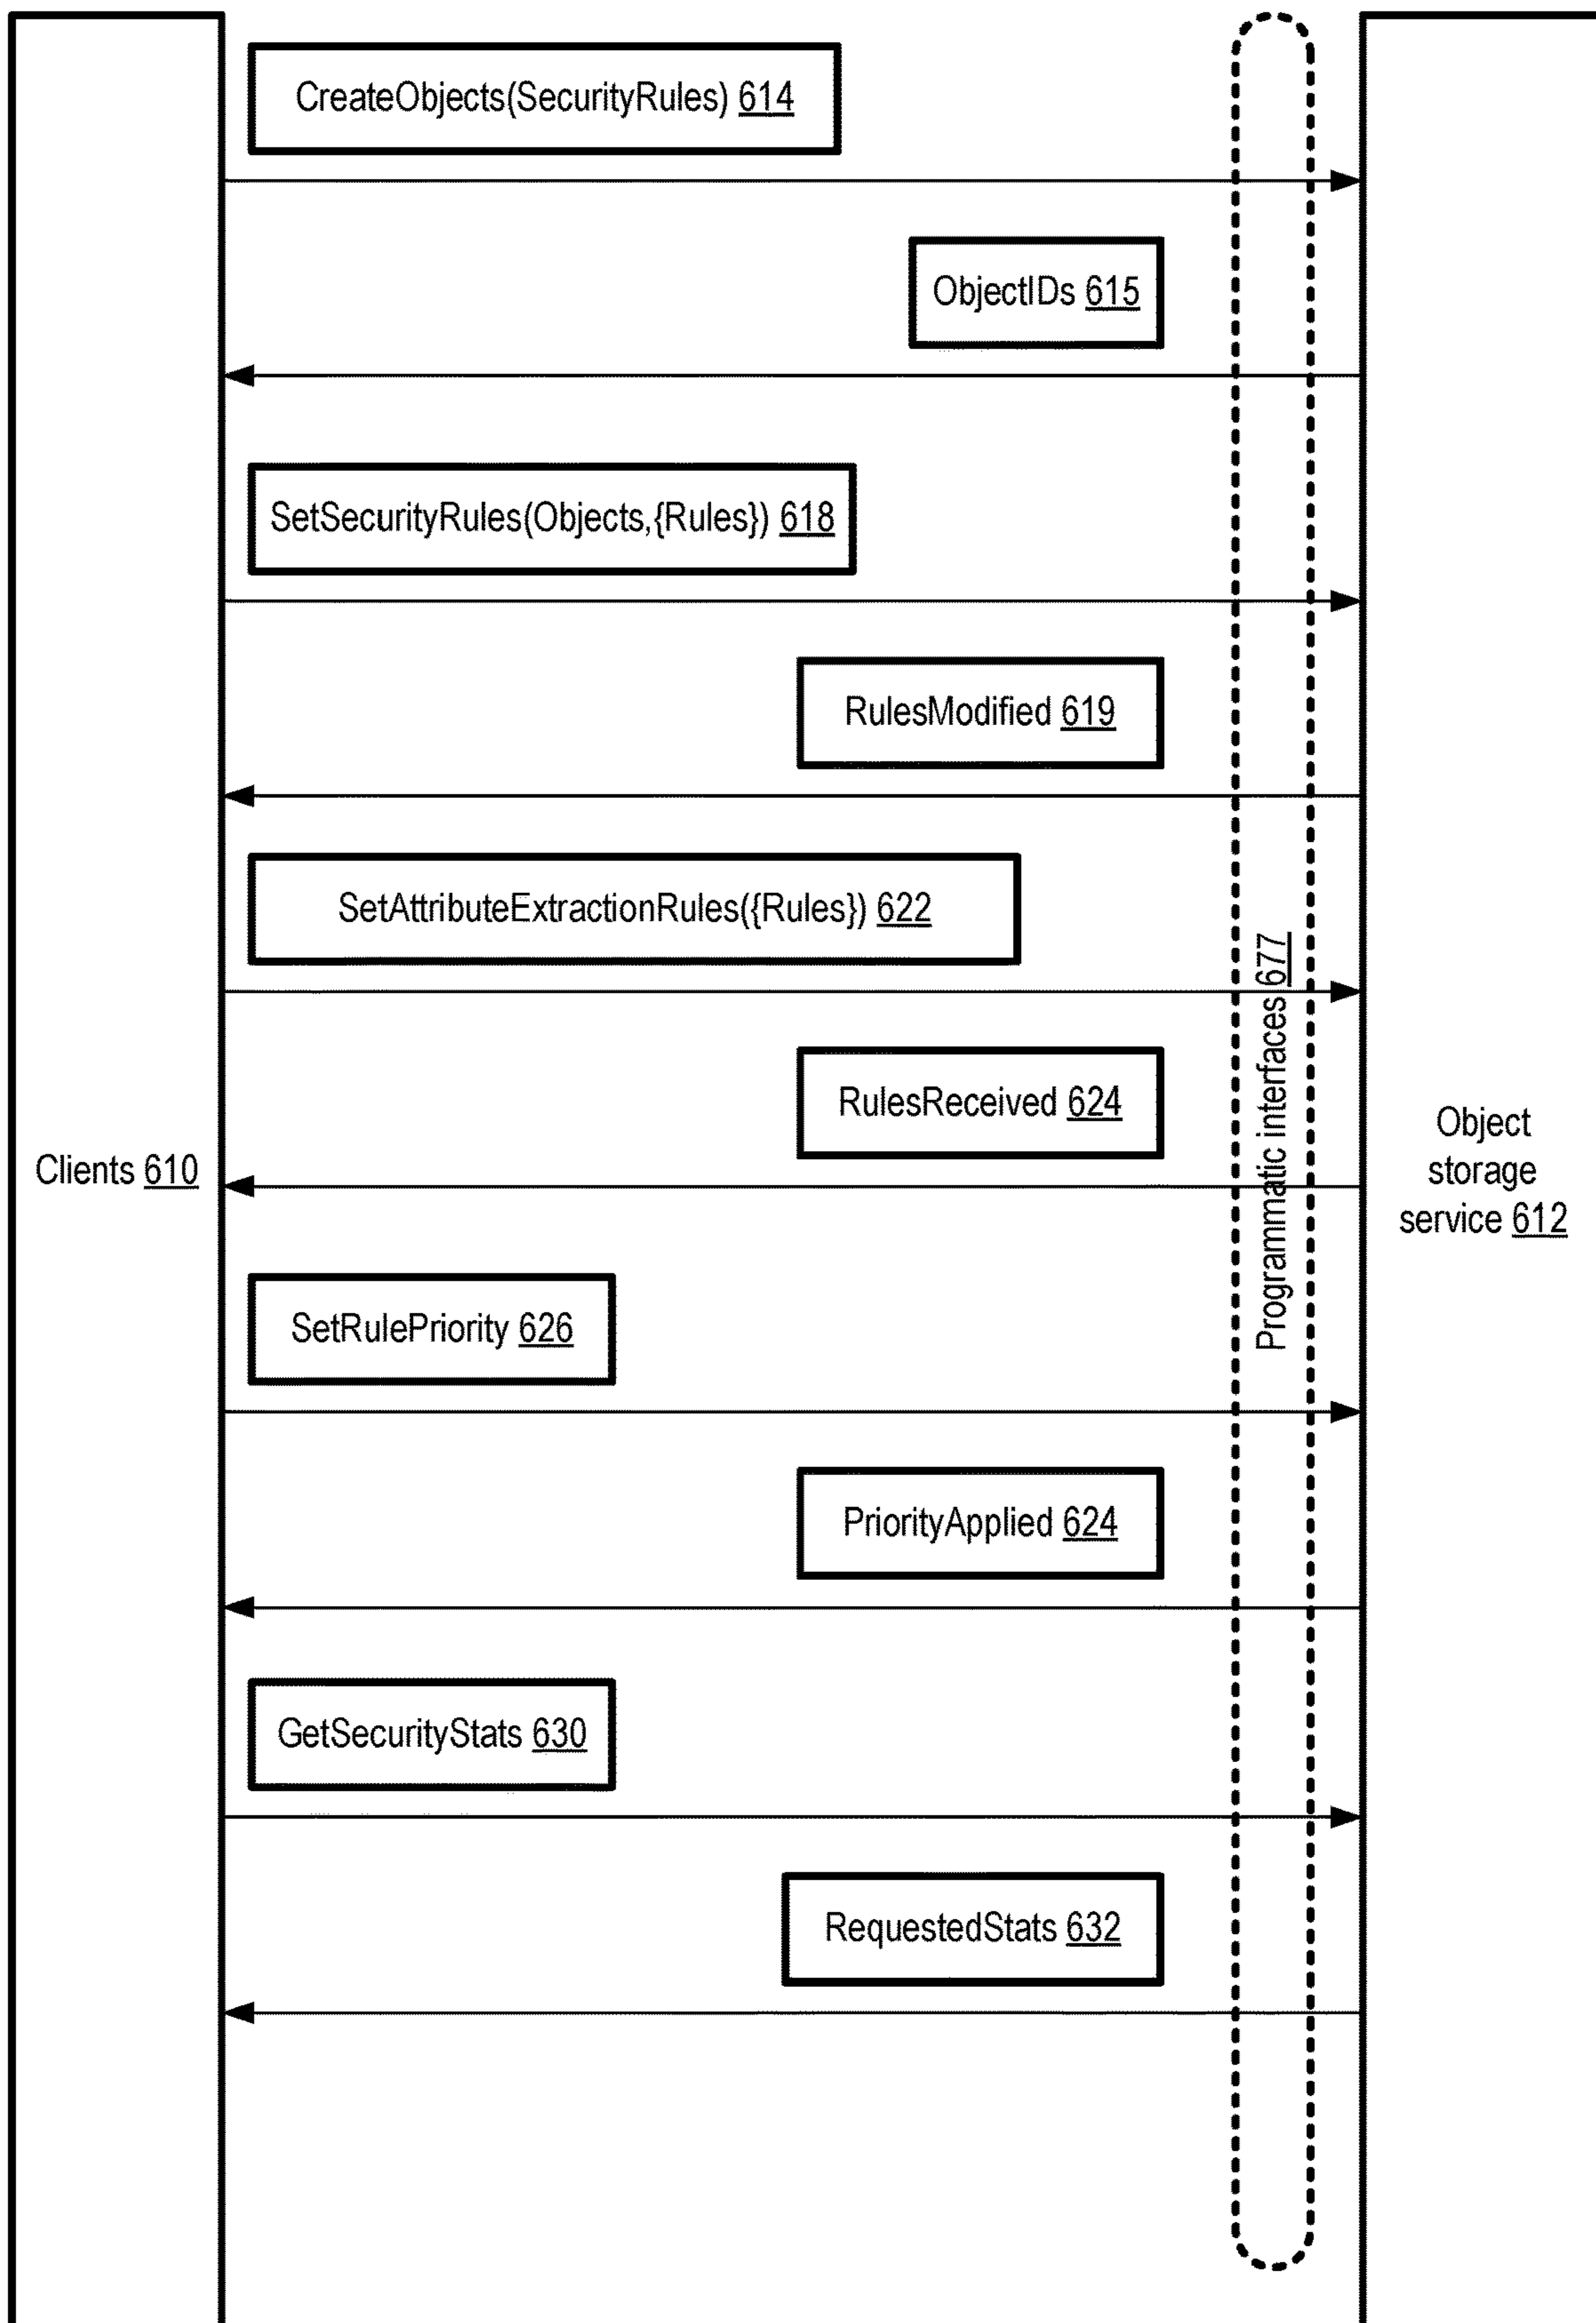 CreateObjects(SecurityRules) 614
ObjectIDs 615
SetSecurityRules(Objects,{Rules}) 618
RulesModified 619
SetAttributeExtractionRules({Rules}) 622
Programmatic interfaces 677
RulesReceived 624
Clients 610
Object
storage
service 612
SetRulePriority 626
PriorityApplied 624
GetSecurityStats 630
RequestedStats 632